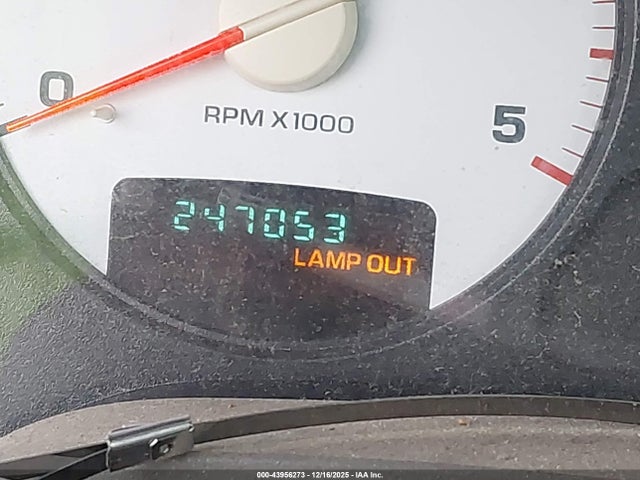 0
RPM X1000
5
247053
LAMP OUT
000-43956273 - 12/16/2025 - IAA Inc.